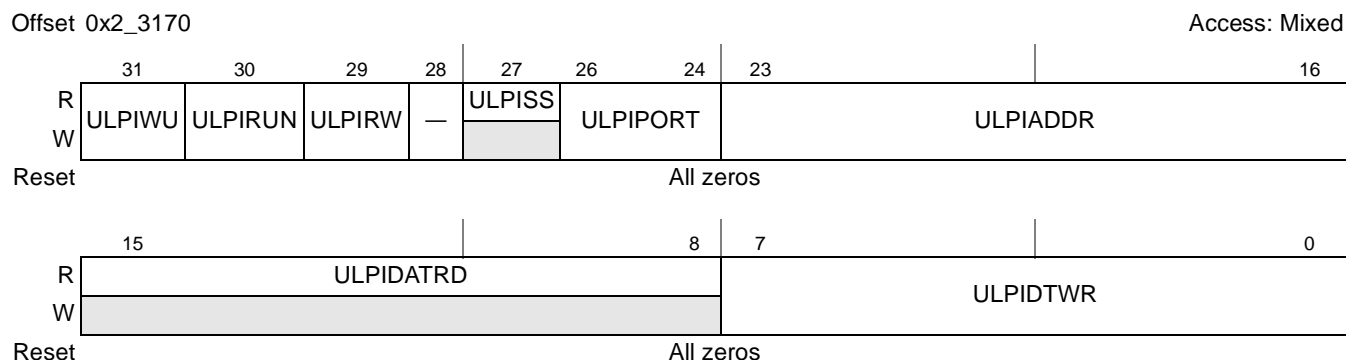 Offset 0x2_3170 Access: Mixed
31 30 29 28 27 26 24 23 16
R ULPIWU ULPIRUN ULPIRW — ULPISS ULPIPORT ULPIADDR
W
Reset All zeros
15 8 7 0
R ULPIDATRD ULPIDTWR
W
Reset All zeros